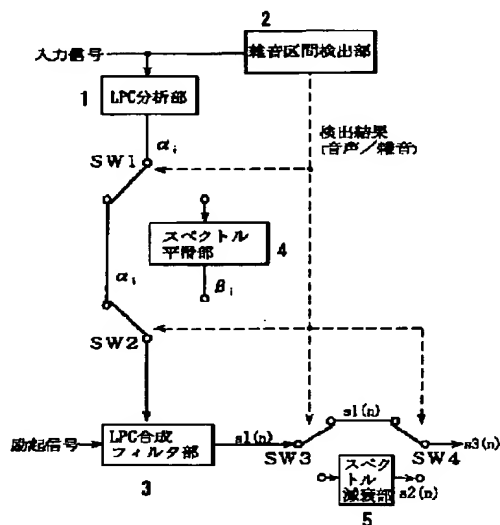 2
入力信号
雑音区間検出部
1
LPC分析部
αi
検出結果
(音声/雑音)
SW1
スペクトル
平滑部
4
αi
βi
SW2
励起信号
LPC合成
フィルタ部
s1(n)
s1(n)
s3(n)
SW3
SW4
スペク
トル
減衰部
s2(n)
3
5